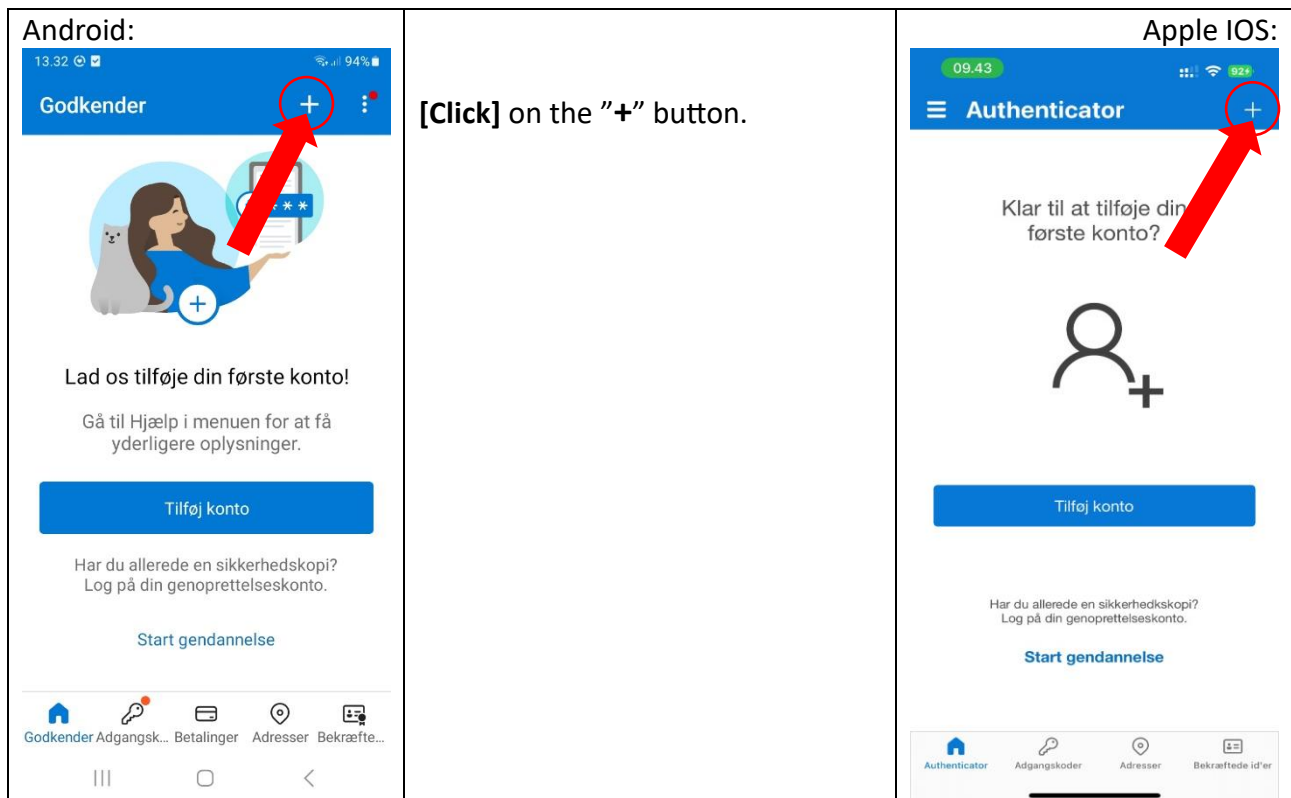 Android:
13.32
94%
Godkender
* * *
Lad os tilføje din første konto!
Gå til Hjælp i menuen for at få
yderligere oplysninger.
Tilføj konto
Har du allerede en sikkerhedskopi?
Log på din genoprettelseskonto.
Start gendannelse
Godkender Adgangsk... Betalinger Adresser Bekræfte...
[Click] on the ”+” button.
Apple IOS:
09.43
92
Authenticator
Klar til at tilføje din
første konto?
Tilføj konto
Har du allerede en sikkerhedkskopi?
Log på din genoprettelseskonto.
Start gendannelse
Authenticator Adgangskoder Adresser Bekræftede id'er